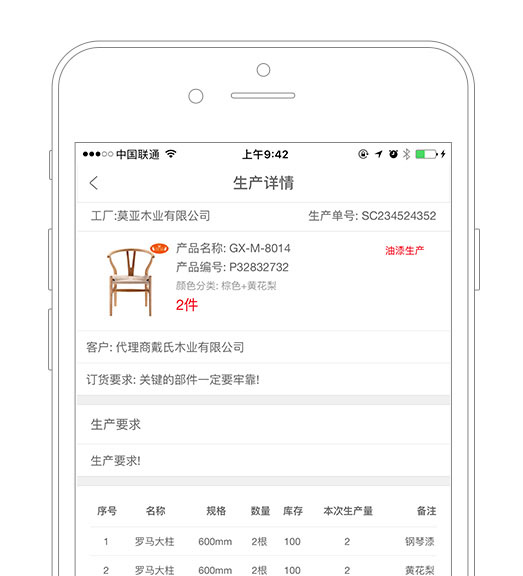 中国联通 上午9:42
生产详情
工厂:莫亚木业有限公司 生产单号: SC234524352
产品名称: GX-M-8014 油漆生产
产品编号: P32832732
颜色分类: 棕色+黄花梨
2件
客户: 代理商戴氏木业有限公司
订货要求: 关键的部件一定要牢靠!
生产要求
生产要求!
序号 名称 规格 数量 库存 本次生产量 备注
1 罗马大柱 600mm 2根 100 2 钢琴漆
2 罗马大柱 600mm 2根 100 2 黄花梨